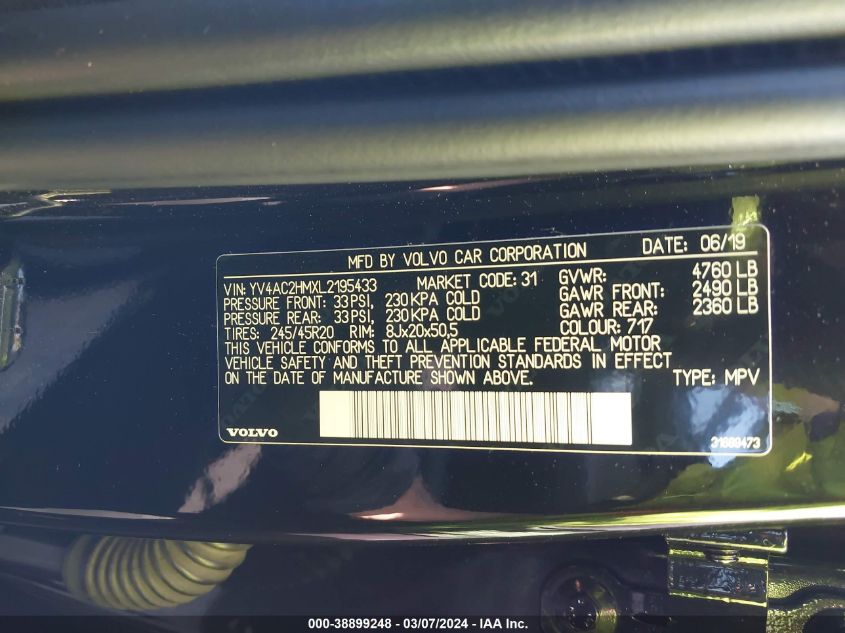 MFD BY VOLVO CAR CORPORATION DATE: 06/19
VIN: YV4AC2HMXL2195433 MARKET CODE: 31 GVWR: 4760 LB
PRESSURE FRONT: 33PSI, 230KPA COLD GAWR FRONT: 2490 LB
PRESSURE REAR: 33PSI, 230KPA COLD GAWR REAR: 2360 LB
TIRES: 245/45R20 RIM: 8Jx20x50,5 COLOUR: 717
THIS VEHICLE CONFORMS TO ALL APPLICABLE FEDERAL MOTOR
VEHICLE SAFETY AND THEFT PREVENTION STANDARDS IN EFFECT
ON THE DATE OF MANUFACTURE SHOWN ABOVE. TYPE: MPV
VOLVO 31689473
000-38899248 - 03/07/2024 - IAA Inc.